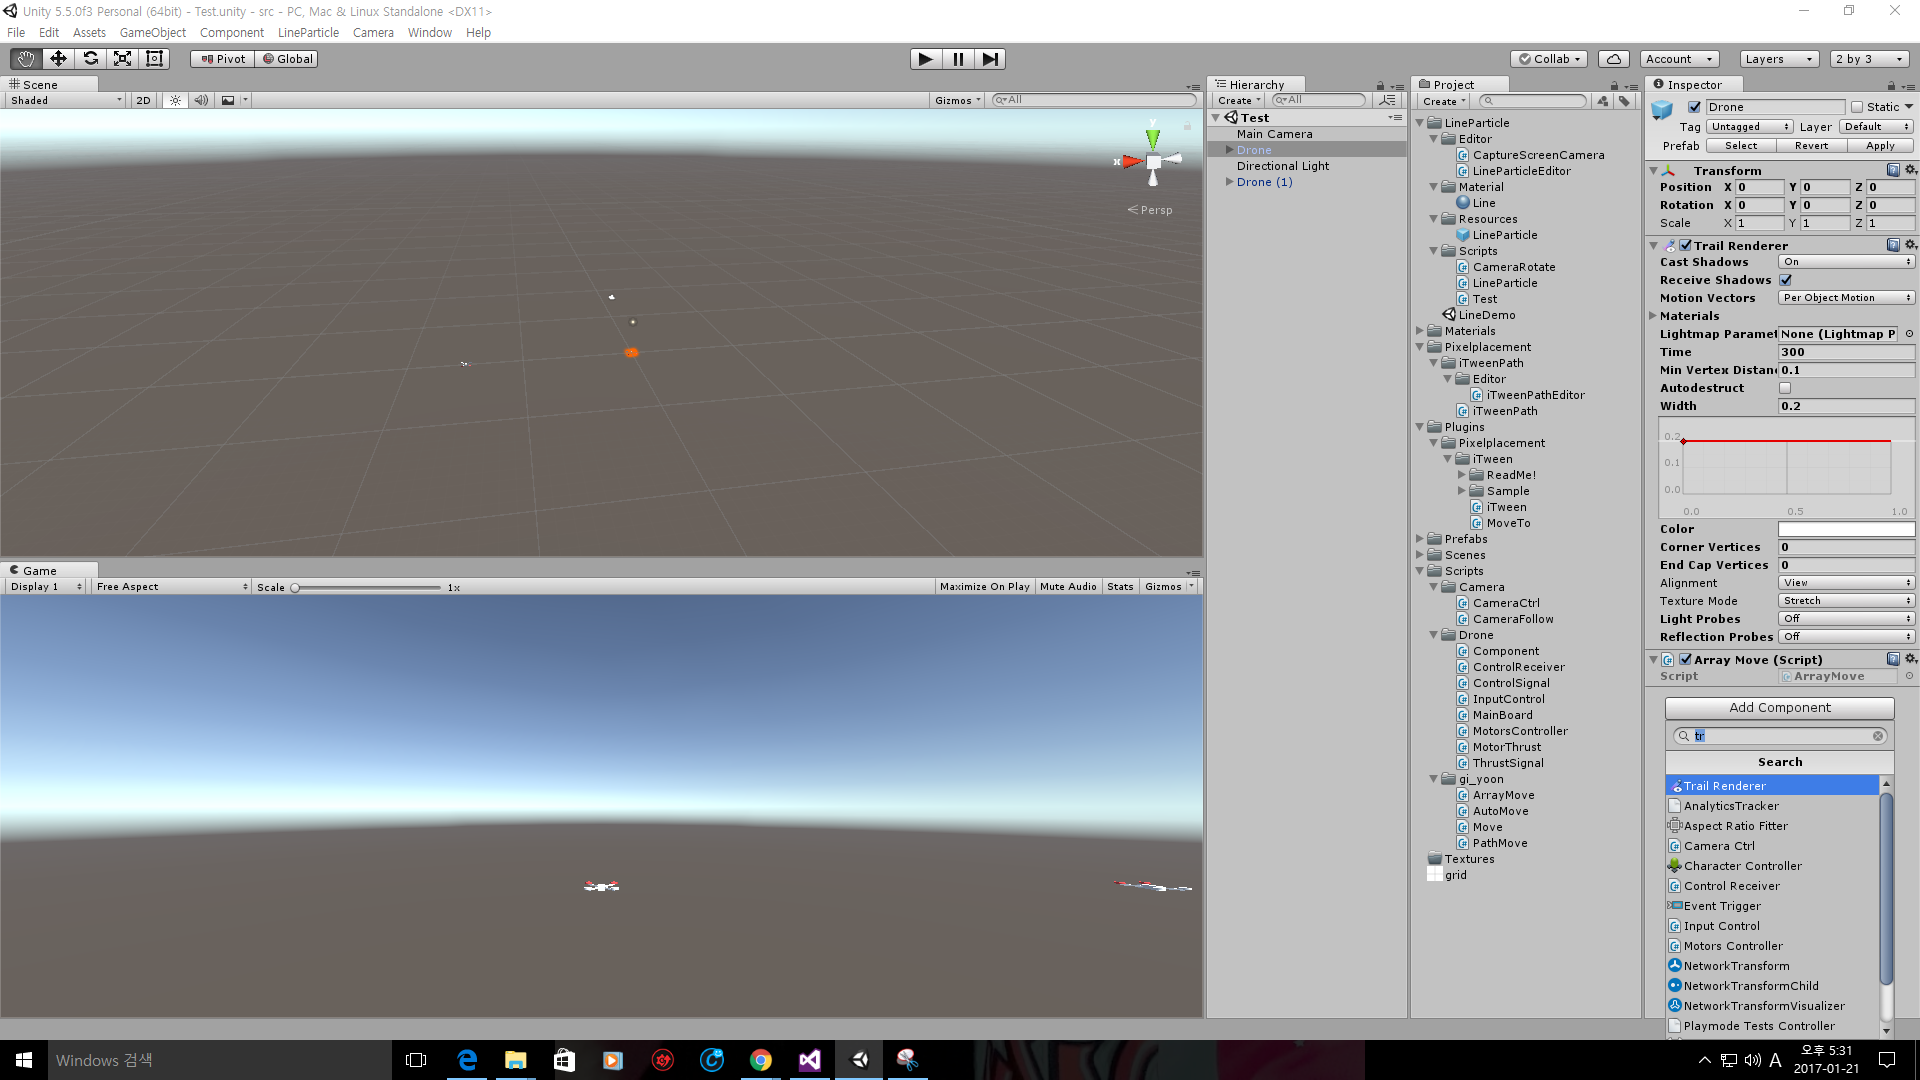 Unity 5.5.0f3 Personal (64bit) - Test.unity - src - PC, Mac & Linux Standalone <DX11>
File Edit Assets GameObject Component LineParticle Camera Window Help
Pivot Global
Collab Account Layers 2 by 3
Scene
Shaded 2D Gizmos All
y
x
Persp
Game
Display 1 Free Aspect Scale 1x Maximize On Play Mute Audio Stats Gizmos
Hierarchy
Create All
Test
Main Camera
Drone
Directional Light
Drone (1)
Project
Create
LineParticle
Editor
CaptureScreenCamera
LineParticleEditor
Material
Line
Resources
LineParticle
Scripts
CameraRotate
LineParticle
Test
LineDemo
Materials
Pixelplacement
iTweenPath
Editor
iTweenPathEditor
iTweenPath
Plugins
Pixelplacement
iTween
ReadMe!
Sample
iTween
MoveTo
Prefabs
Scenes
Scripts
Camera
CameraCtrl
CameraFollow
Drone
Component
ControlReceiver
ControlSignal
InputControl
MainBoard
MotorsController
MotorThrust
ThrustSignal
gi_yoon
ArrayMove
AutoMove
Move
PathMove
Textures
grid
Inspector
Drone Static
Tag Untagged Layer Default
Prefab Select Revert Apply
Transform
Position X 0 Y 0 Z 0
Rotation X 0 Y 0 Z 0
Scale X 1 Y 1 Z 1
Trail Renderer
Cast Shadows On
Receive Shadows
Motion Vectors Per Object Motion
Materials
Lightmap Paramet None (Lightmap P
Time 300
Min Vertex Distanc 0.1
Autodestruct
Width 0.2
0.2
0.1
0.0
0.0 0.5 1.0
Color
Corner Vertices 0
End Cap Vertices 0
Alignment View
Texture Mode Stretch
Light Probes Off
Reflection Probes Off
Array Move (Script)
Script ArrayMove
Add Component
tr
Search
Trail Renderer
AnalyticsTracker
Aspect Ratio Fitter
Camera Ctrl
Character Controller
Control Receiver
Event Trigger
Input Control
Motors Controller
NetworkTransform
NetworkTransformChild
NetworkTransformVisualizer
Playmode Tests Controller
Windows 검색
A
오후 5:31
2017-01-21